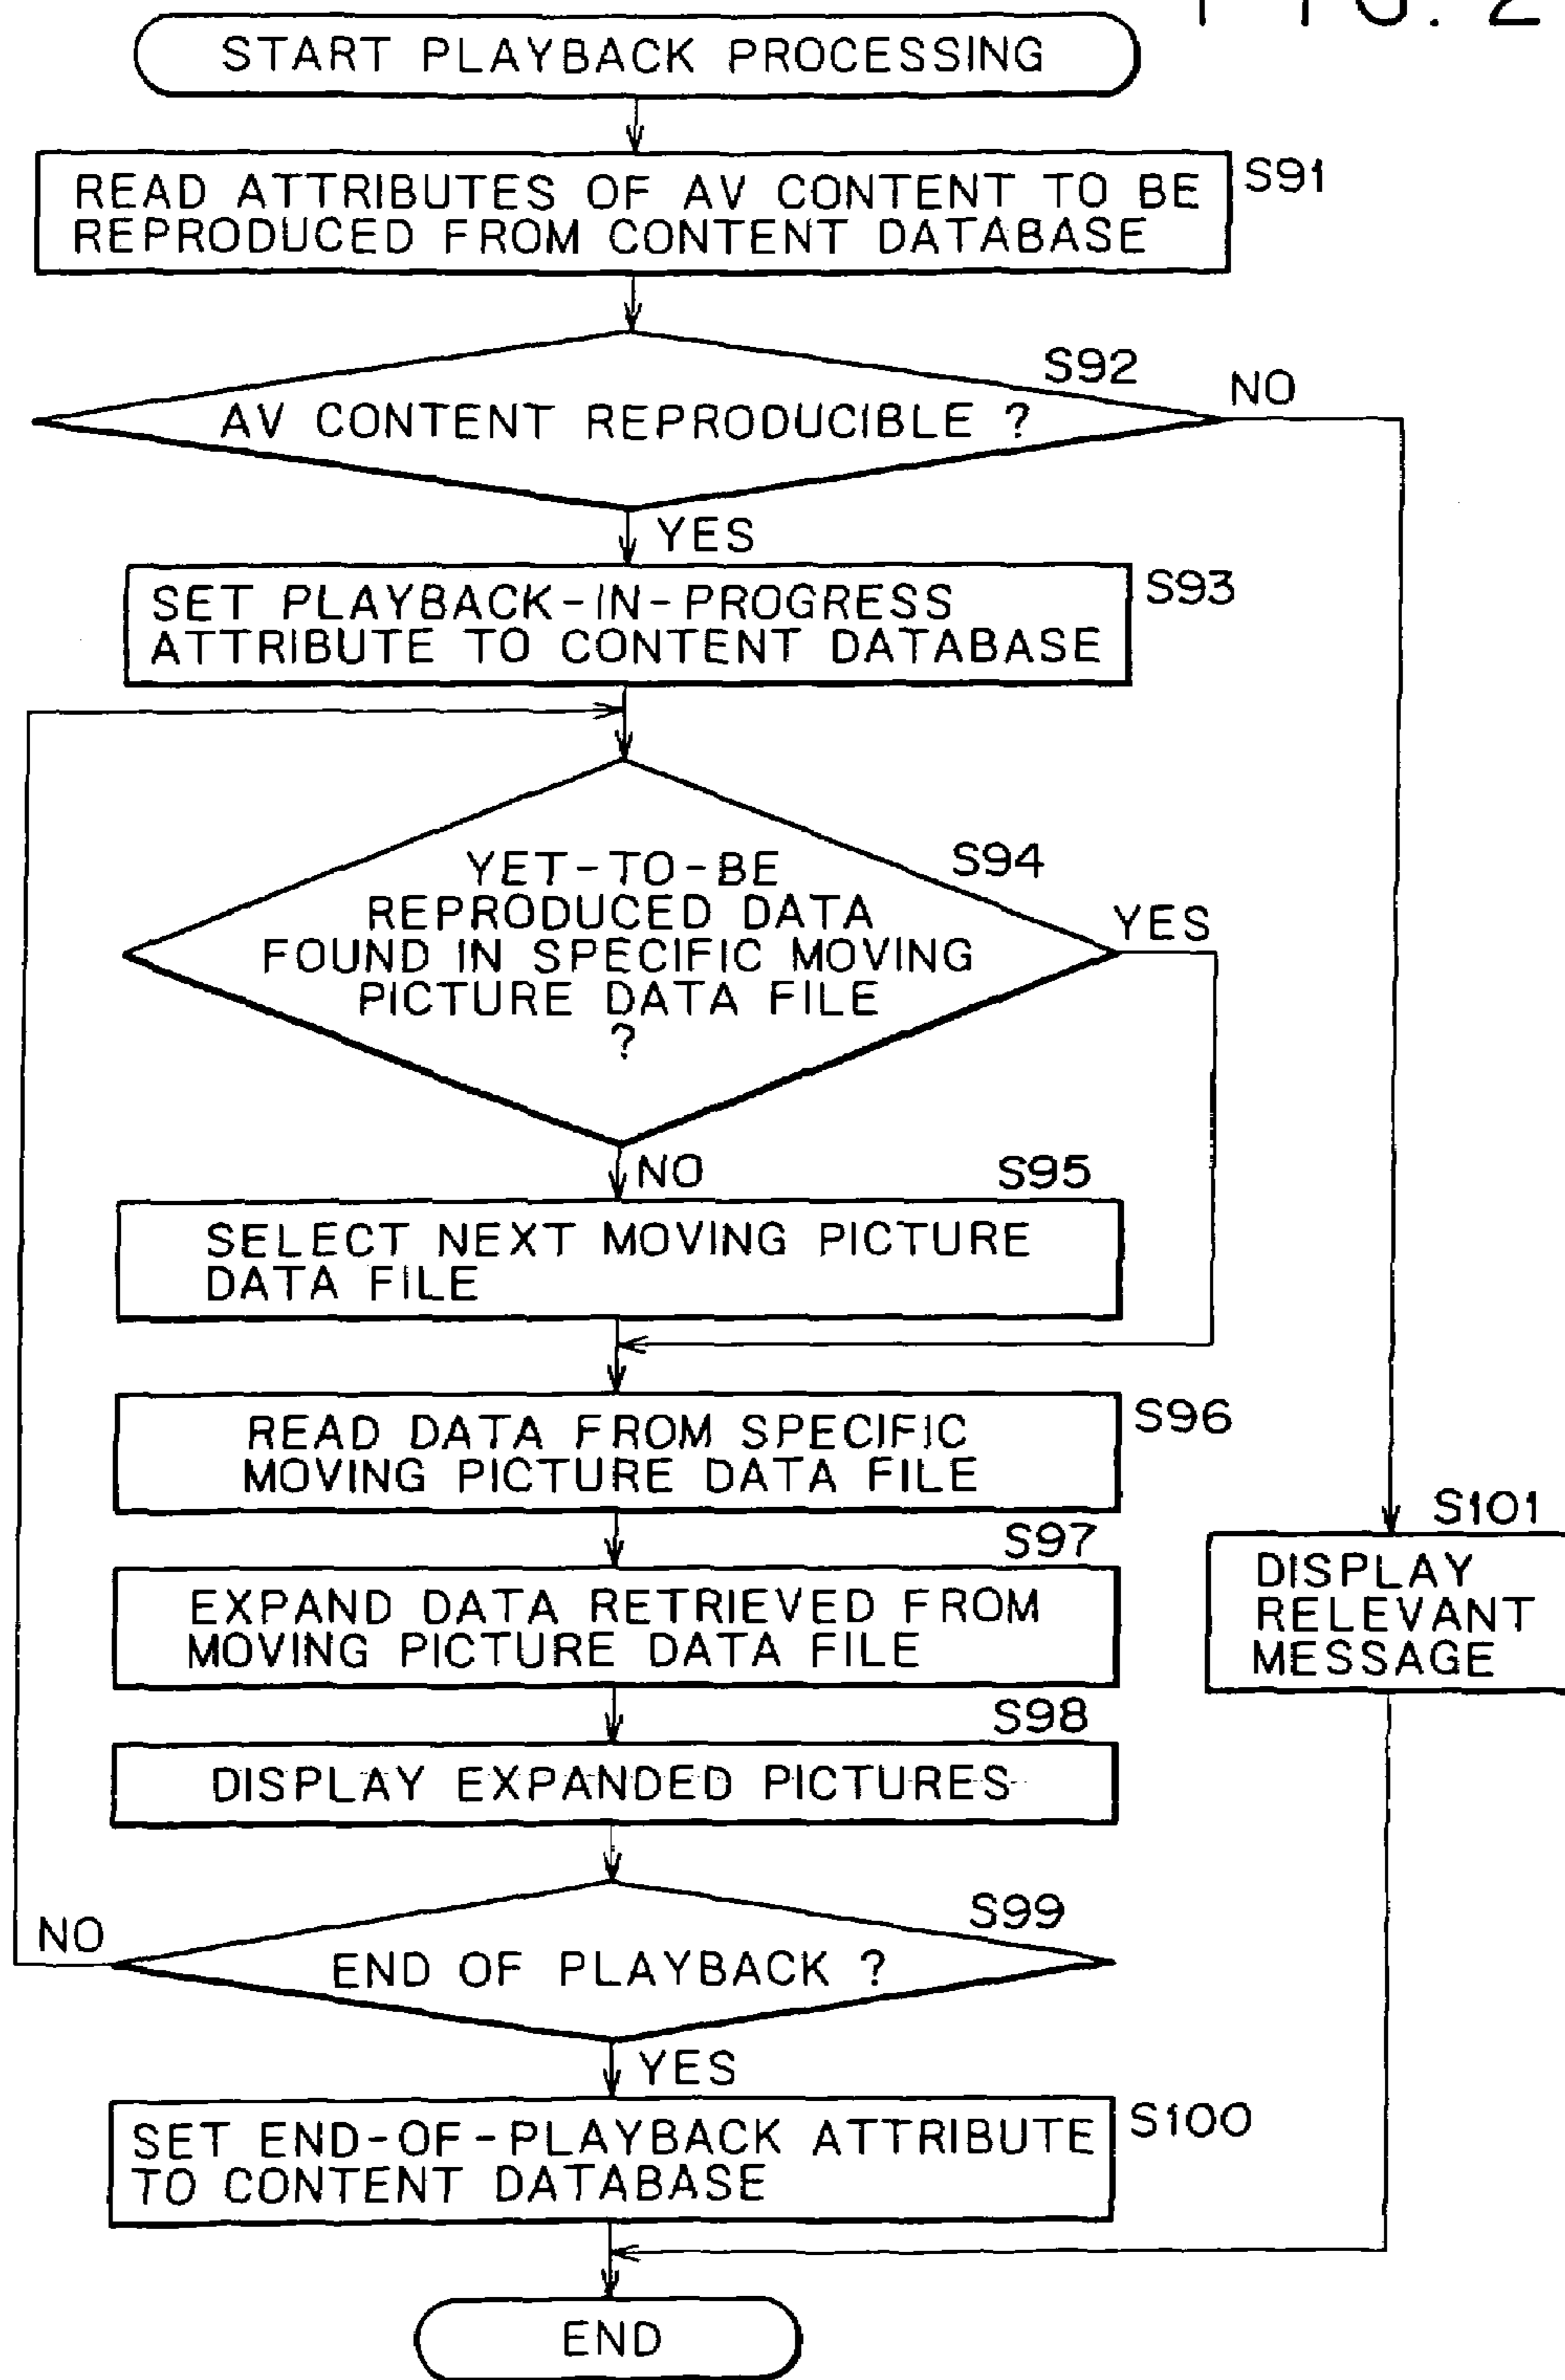 FIG. 2
START PLAYBACK PROCESSING
READ ATTRIBUTES OF AV CONTENT TO BE
REPRODUCED FROM CONTENT DATABASE
S91
S92
AV CONTENT REPRODUCIBLE ?
NO
YES
SET PLAYBACK-IN-PROGRESS
ATTRIBUTE TO CONTENT DATABASE
S93
S94
YET-TO-BE
REPRODUCED DATA
FOUND IN SPECIFIC MOVING
PICTURE DATA FILE
?
YES
NO
S95
SELECT NEXT MOVING PICTURE
DATA FILE
READ DATA FROM SPECIFIC
MOVING PICTURE DATA FILE
S96
S97
EXPAND DATA RETRIEVED FROM
MOVING PICTURE DATA FILE
S101
DISPLAY
RELEVANT
MESSAGE
S98
DISPLAY EXPANDED PICTURES
S99
NO
END OF PLAYBACK ?
YES
SET END-OF-PLAYBACK ATTRIBUTE
TO CONTENT DATABASE
S100
END